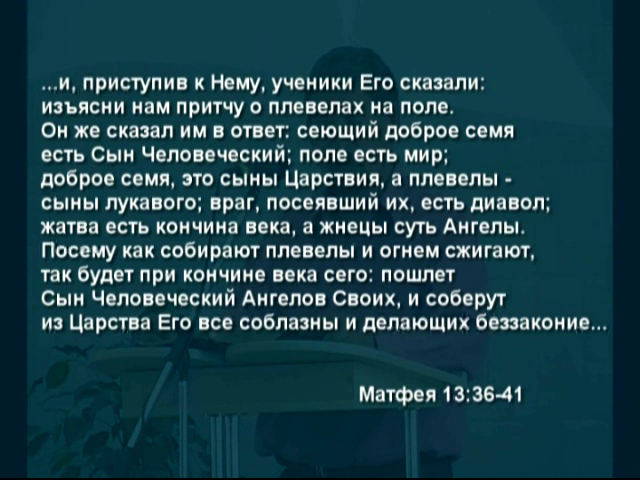 ...и, приступив к Нему, ученики Его сказали:
изъясни нам притчу о плевелах на поле.
Он же сказал им в ответ: сеющий доброе семя
есть Сын Человеческий; поле есть мир;
доброе семя, это сыны Царствия, а плевелы -
сыны лукавого; враг, посеявший их, есть диавол;
жатва есть кончина века, а жнецы суть Ангелы.
Посему как собирают плевелы и огнем сжигают,
так будет при кончине века сего: пошлет
Сын Человеческий Ангелов Своих, и соберут
из Царства Его все соблазны и делающих беззаконие...
Матфея 13:36-41